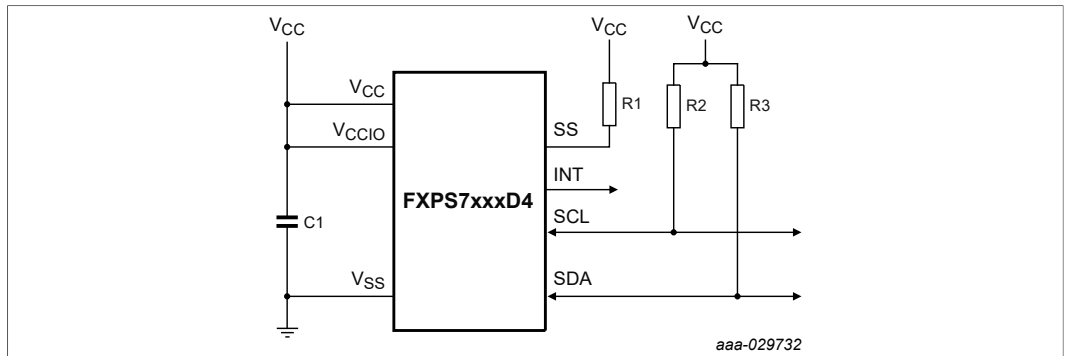 VCC
VCC
VCC
VCC
R1
R2
R3
VCCIO
SS
INT
FXPS7xxxD4
SCL
C1
VSS
SDA
aaa-029732